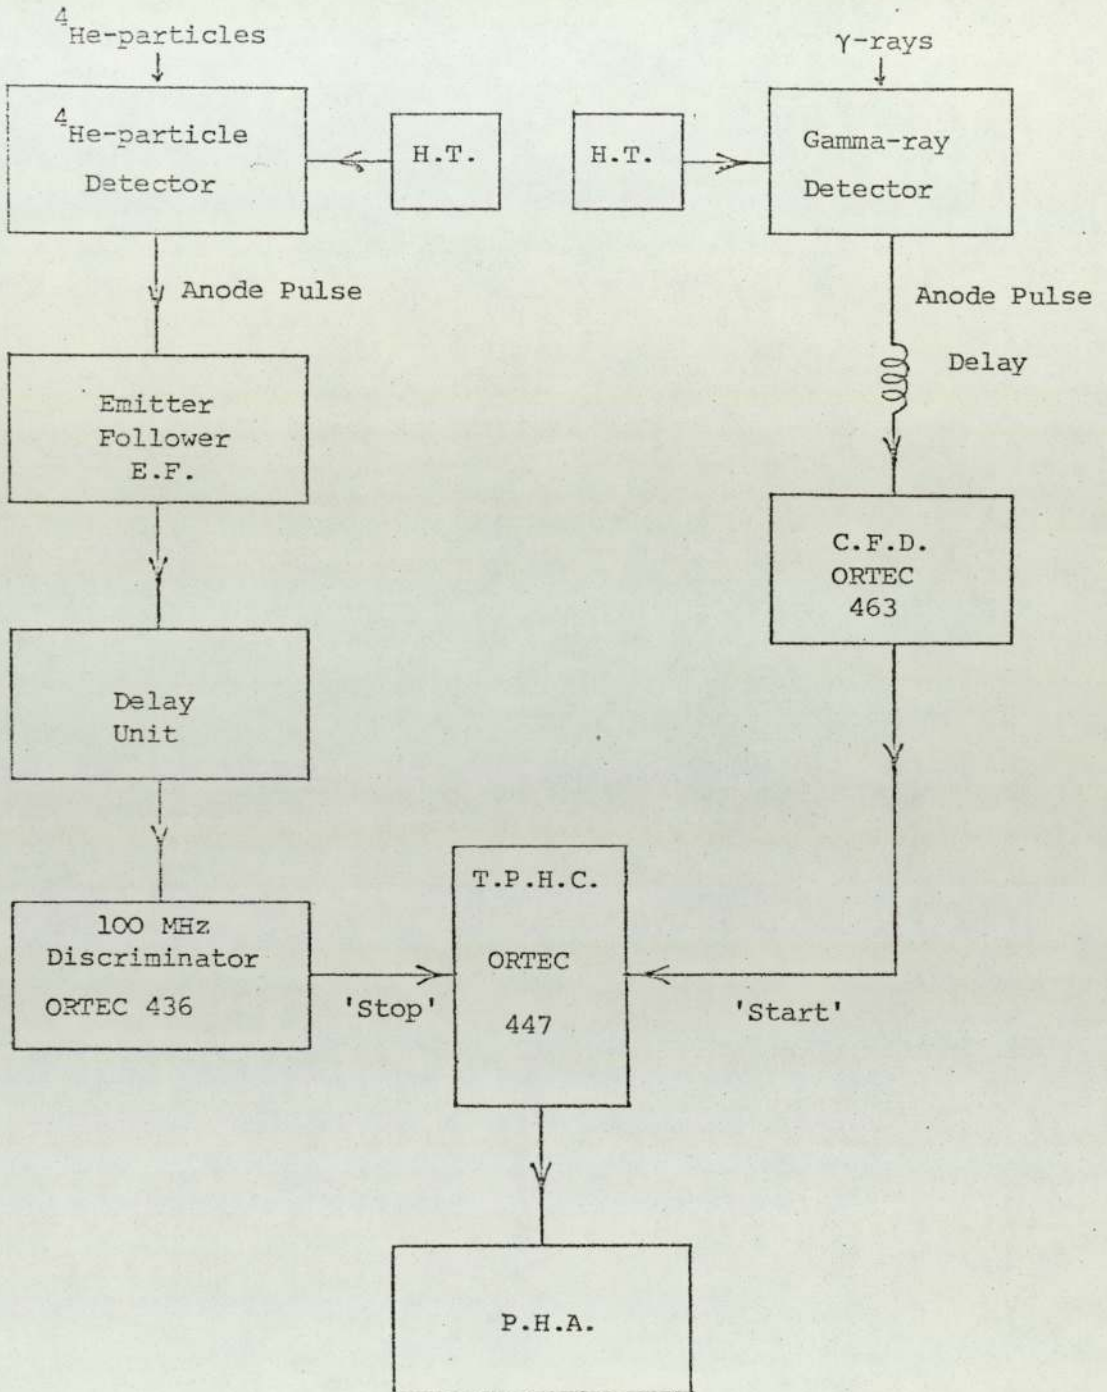 ⁴He-particles
γ-rays
⁴He-particle
Detector
H.T.
H.T.
Gamma-ray
Detector
Anode Pulse
Anode Pulse
Delay
Emitter
Follower
E.F.
C.F.D.
ORTEC
463
Delay
Unit
100 MHz
Discriminator
ORTEC 436
'Stop'
T.P.H.C.
ORTEC
447
'Start'
P.H.A.